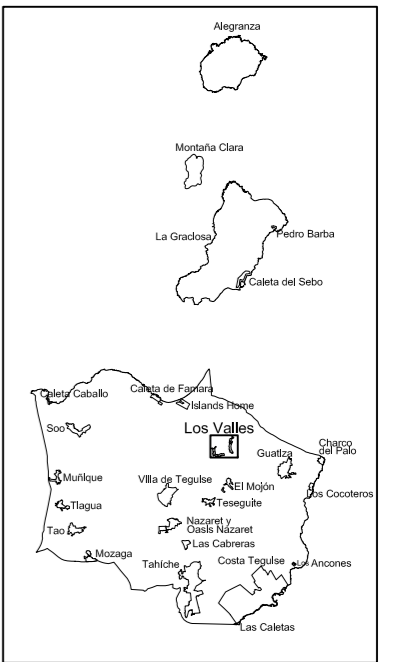 Alegranza
Montaña Clara
La Graciosa
Pedro Barba
Caleta del Sebo
Caleta Caballo
Caleta de Famara
Islands Home
Soo
Los Valles
Charco
del Palo
Guatiza
Muñique
Villa de Teguise
El Mojón
Los Cocoteros
Teseguite
Tiagua
Nazaret y
Oasis Nazaret
Tao
Las Cabreras
Mozaga
Tahíche
Costa Teguise
Los Ancones
Las Caletas